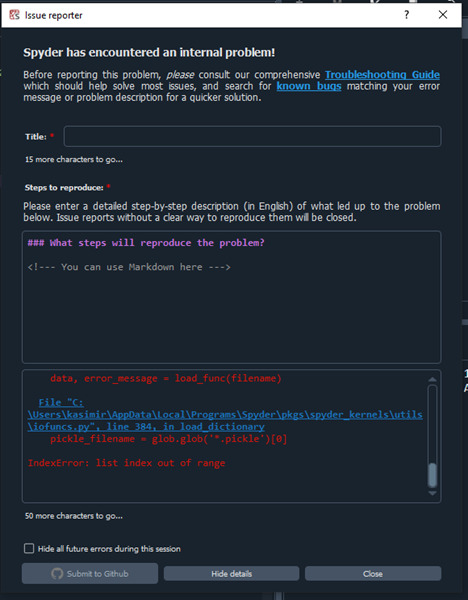 Issue reporter
Spyder has encountered an internal problem!
Before reporting this problem, please consult our comprehensive Troubleshooting Guide
which should help solve most issues, and search for known bugs matching your error
message or problem description for a quicker solution.
Title: *
15 more characters to go...
Steps to reproduce: *
Please enter a detailed step-by-step description (in English) of what led up to the problem
below. Issue reports without a clear way to reproduce them will be closed.
### What steps will reproduce the problem?
<!--- You can use Markdown here --->
data, error_message = load_func(filename)
File "C:
\Users\kasimir\AppData\Local\Programs\Spyder\pkgs\spyder_kernels\utils
\iofuncs.py", line 384, in load_dictionary
pickle_filename = glob.glob('*.pickle')[0]
IndexError: list index out of range
50 more characters to go...
Hide all future errors during this session
Submit to Github
Hide details
Close